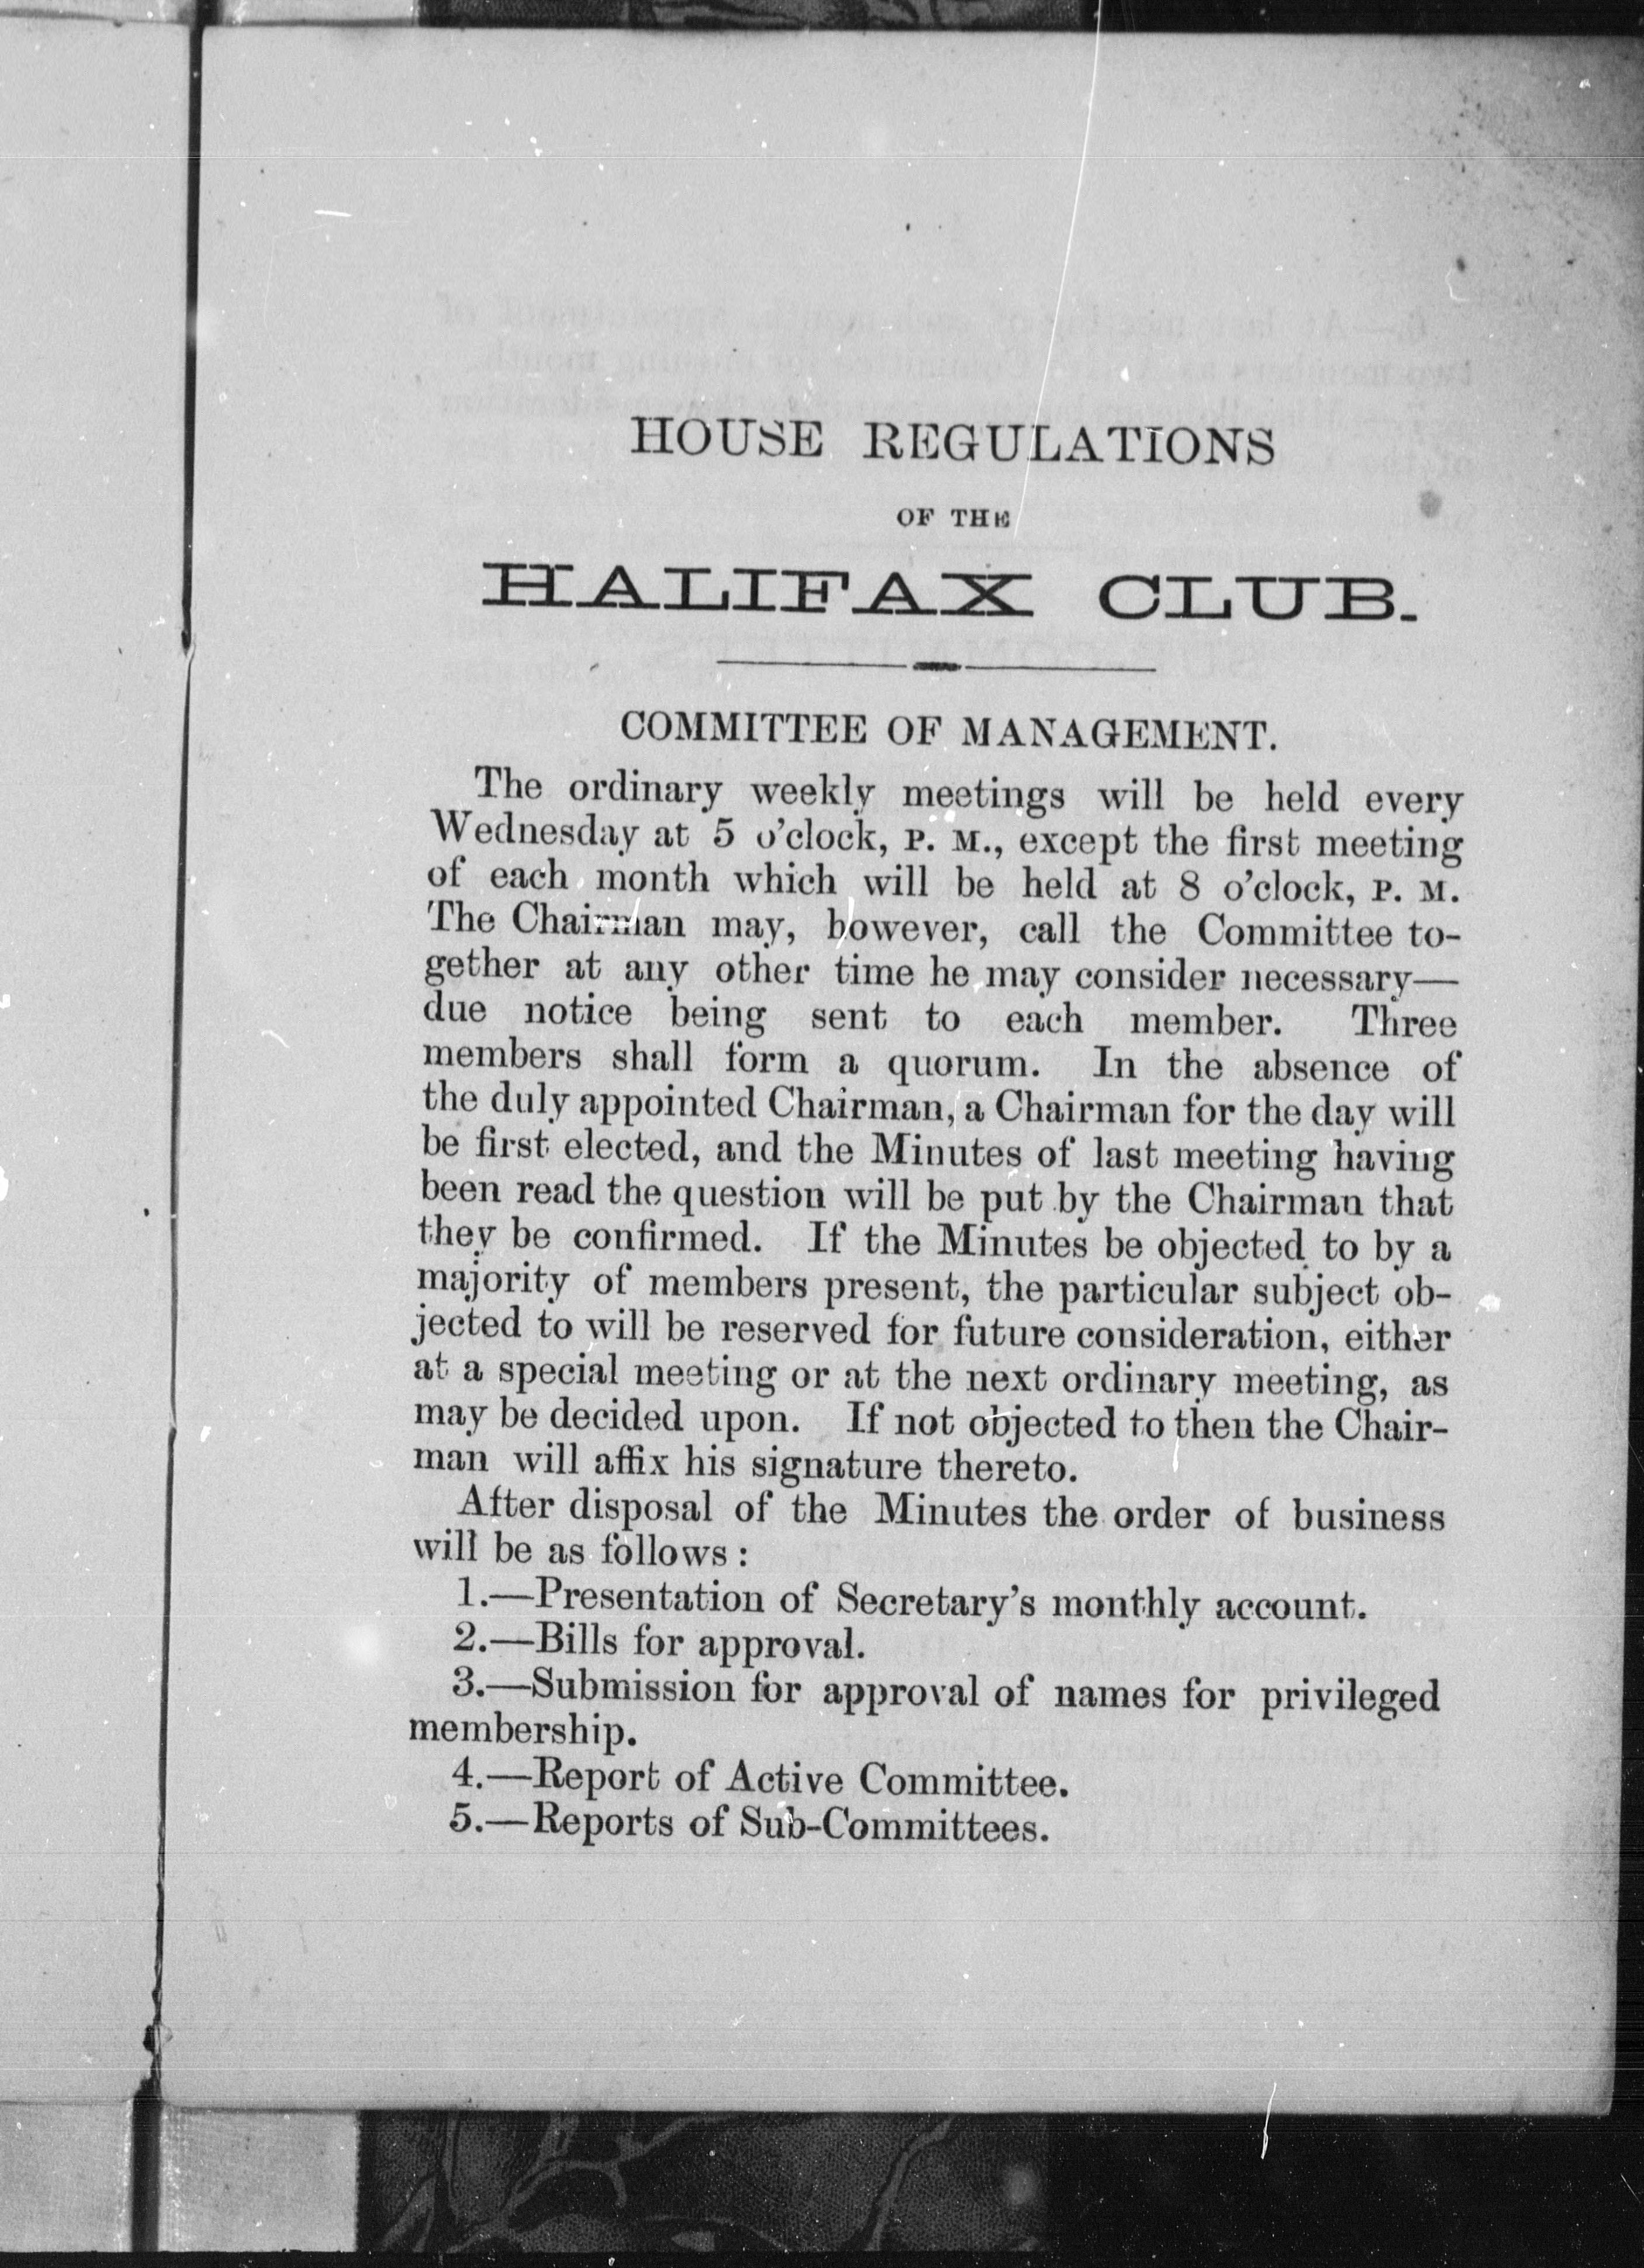 HOUSE REGULATIONS
OF THE
HALIFAX CLUB.
COMMITTEE OF MANAGEMENT.
The ordinary weekly meetings will be held every
Wednesday at 5 o'clock, P. M., except the first meeting
of each month which will be held at 8 o'clock, P. M.
The Chairman may, however, call the Committee to-
gether at any other time he may consider necessary—
due notice being sent to each member. Three
members shall form a quorum. In the absence of
the duly appointed Chairman, a Chairman for the day will
be first elected, and the Minutes of last meeting having
been read the question will be put by the Chairman that
they be confirmed. If the Minutes be objected to by a
majority of members present, the particular subject ob-
jected to will be reserved for future consideration, either
at a special meeting or at the next ordinary meeting, as
may be decided upon. If not objected to then the Chair-
man will affix his signature thereto.
After disposal of the Minutes the order of business
will be as follows:
1.—Presentation of Secretary's monthly account.
2.—Bills for approval.
3.—Submission for approval of names for privileged
membership.
4.—Report of Active Committee.
5.—Reports of Sub-Committees.